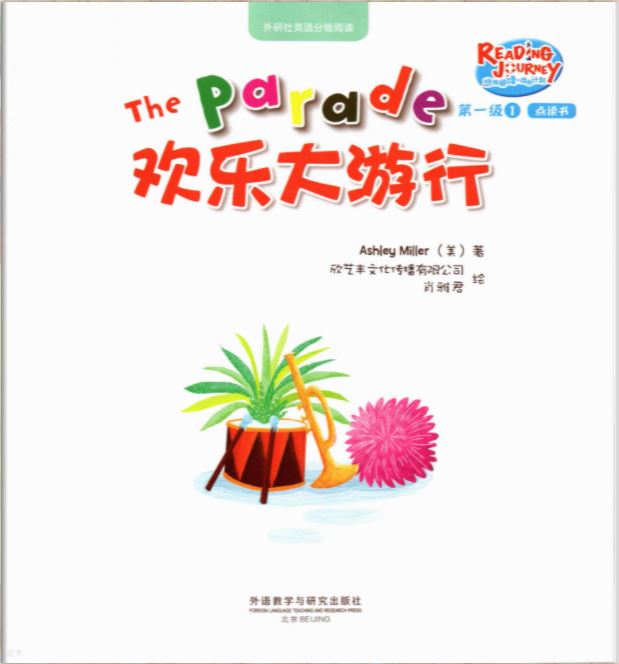 外研社英语分级阅读
READING
JOURNEY
The Parade
第一级 1 点读书
欢乐大游行
Ashley Miller (美) 著
欣艺丰文化传播有限公司
肖雅君 绘
外语教学与研究出版社
FOREIGN LANGUAGE TEACHING AND RESEARCH PRESS
北京 BEIJING